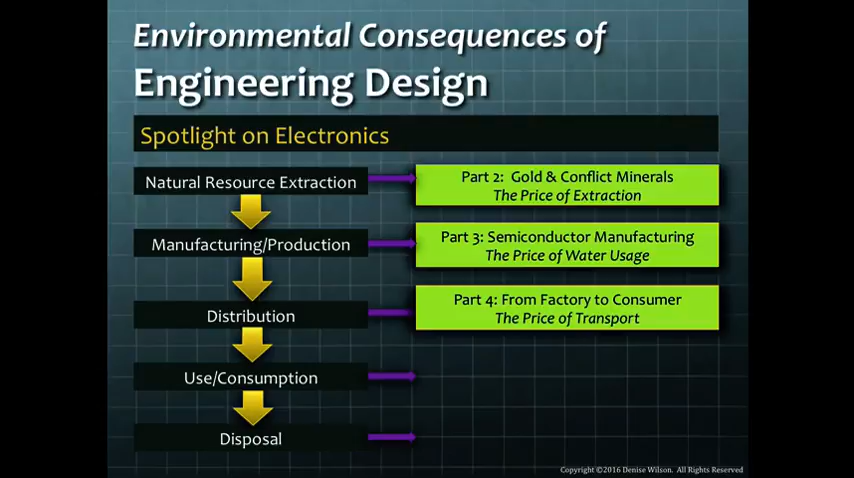 Environmental Consequences of
Engineering Design
Spotlight on Electronics
Natural Resource Extraction
Part 2: Gold & Conflict Minerals
The Price of Extraction
Manufacturing/Production
Part 3: Semiconductor Manufacturing
The Price of Water Usage
Distribution
Part 4: From Factory to Consumer
The Price of Transport
Use/Consumption
Disposal
Copyright ©2016 Denise Wilson. All Rights Reserved